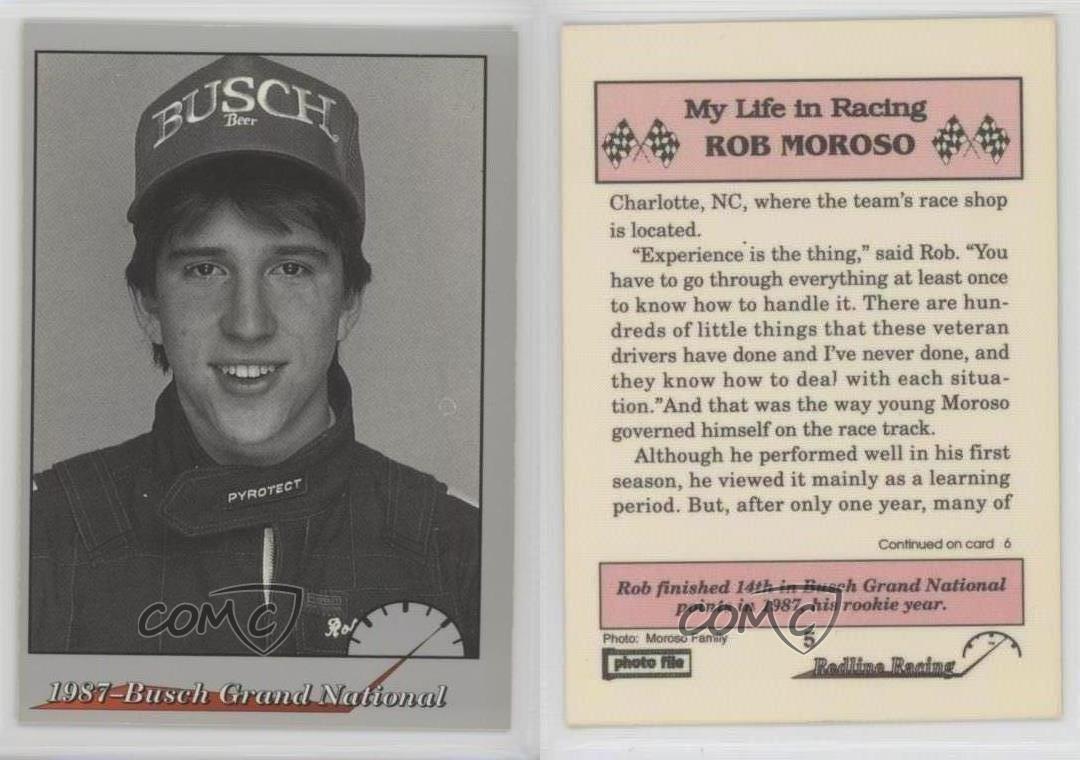 BUSCH
Beer
PYROTECT
Rob
COMC
1987–Busch Grand National
My Life in Racing
ROB MOROSO
Charlotte, NC, where the team's race shop
is located.
“Experience is the thing,” said Rob. “You
have to go through everything at least once
to know how to handle it. There are hun-
dreds of little things that these veteran
drivers have done and I've never done, and
they know how to deal with each situa-
tion.”And that was the way young Moroso
governed himself on the race track.
Although he performed well in his first
season, he viewed it mainly as a learning
period. But, after only one year, many of
Continued on card 6
Rob finished 14th in Busch Grand National
points in 1987, his rookie year.
COMC
Photo: Moroso Family
5
photo file
Redline Racing